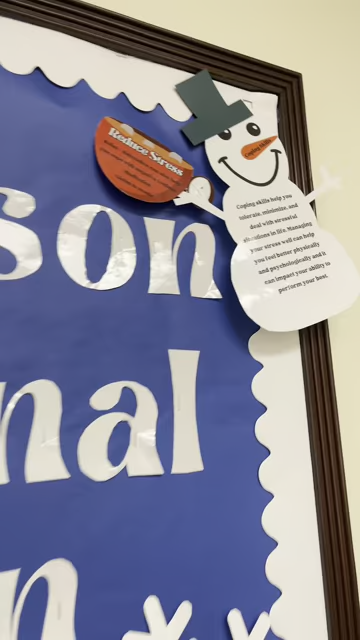 Reduce Stress
Coping Skills
Coping skills help you
tolerate, minimize, and
deal with stressful
situations in life. Managing
your stress well can help
you feel better physically
and psychologically and it
can impact your ability to
perform your best.
son
nal
n